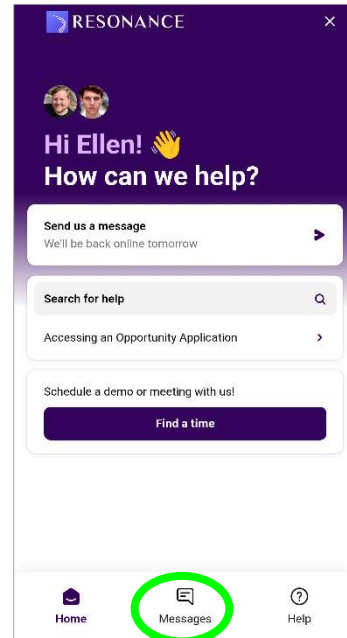 RESONANCE
Hi Ellen! 👋
How can we help?
Send us a message
We'll be back online tomorrow
Search for help
Accessing an Opportunity Application
Schedule a demo or meeting with us!
Find a time
Home Messages Help